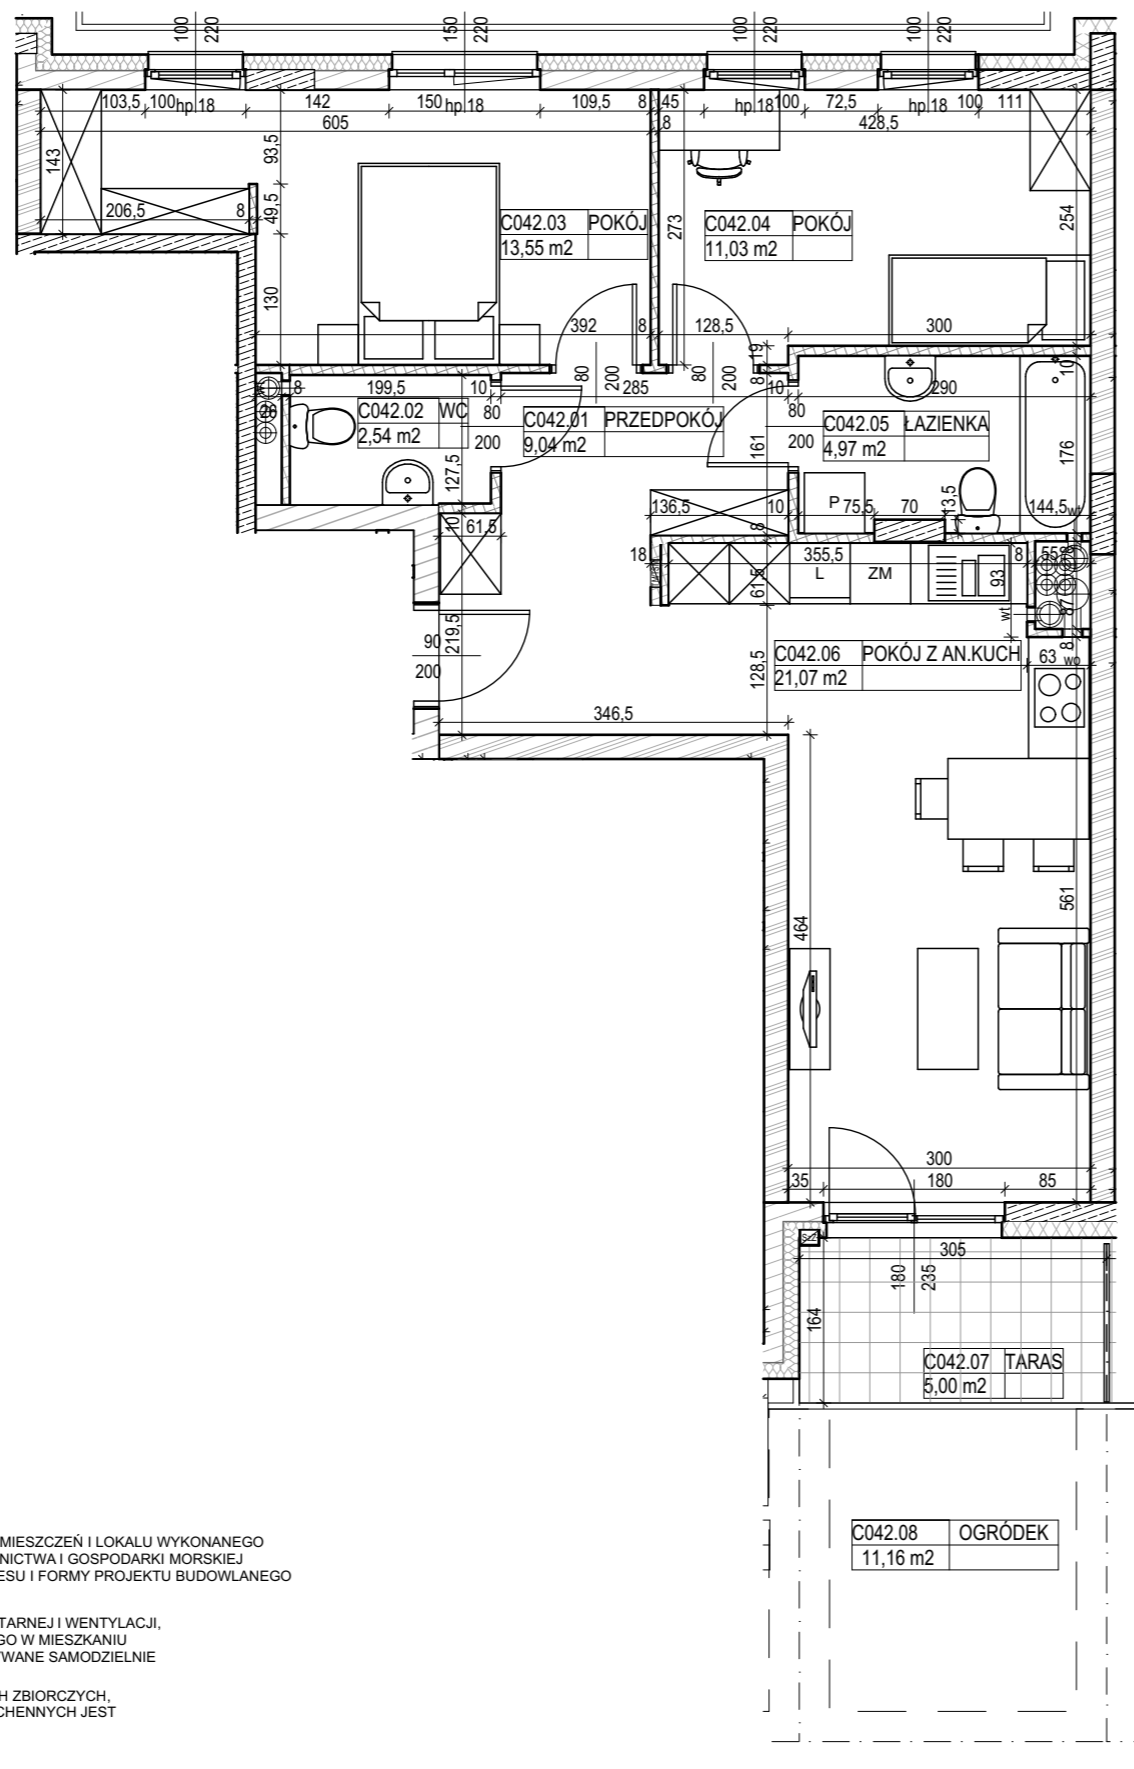 100 220
150 220
100 220
100 220
103,5 100 hp.18 142 150 hp.18 109,5 8 45 hp.18 100 72,5 hp.18 100 111
605 8 428,5
143
93,5
206,5 8
49,5
130
C042.03 POKÓJ
13,55 m2
273
C042.04 POKÓJ
11,03 m2
254
392 8 128,5 300
19
8 199,5 10 80 200 285 80 200 8 10 290 10
26
C042.02 WC
2,54 m2
80
200
C042.01 PRZEDPOKÓJ
9,04 m2
161
80
200
C042.05 ŁAZIENKA
4,97 m2
176
127,5
136,5 10 P 75,5 70 13,5 144,5 wt
10 61,5
8
18 355,5 8 55
61,5
L
ZM
93
wt
87
90
200
219,5
128,5
C042.06 POKÓJ Z AN.KUCH
21,07 m2
8
63 wo
346,5
464
561
300
35 180 85
SzZ
305
180 235
164
C042.07 TARAS
5,00 m2
C042.08 OGRÓDEK
11,16 m2
MIESZCZEŃ I LOKALU WYKONANEGO
NICTWA I GOSPODARKI MORSKIEJ
ESU I FORMY PROJEKTU BUDOWLANEGO
TARNEJ I WENTYLACJI,
GO W MIESZKANIU
WANE SAMODZIELNIE
H ZBIORCZYCH,
CHENNYCH JEST